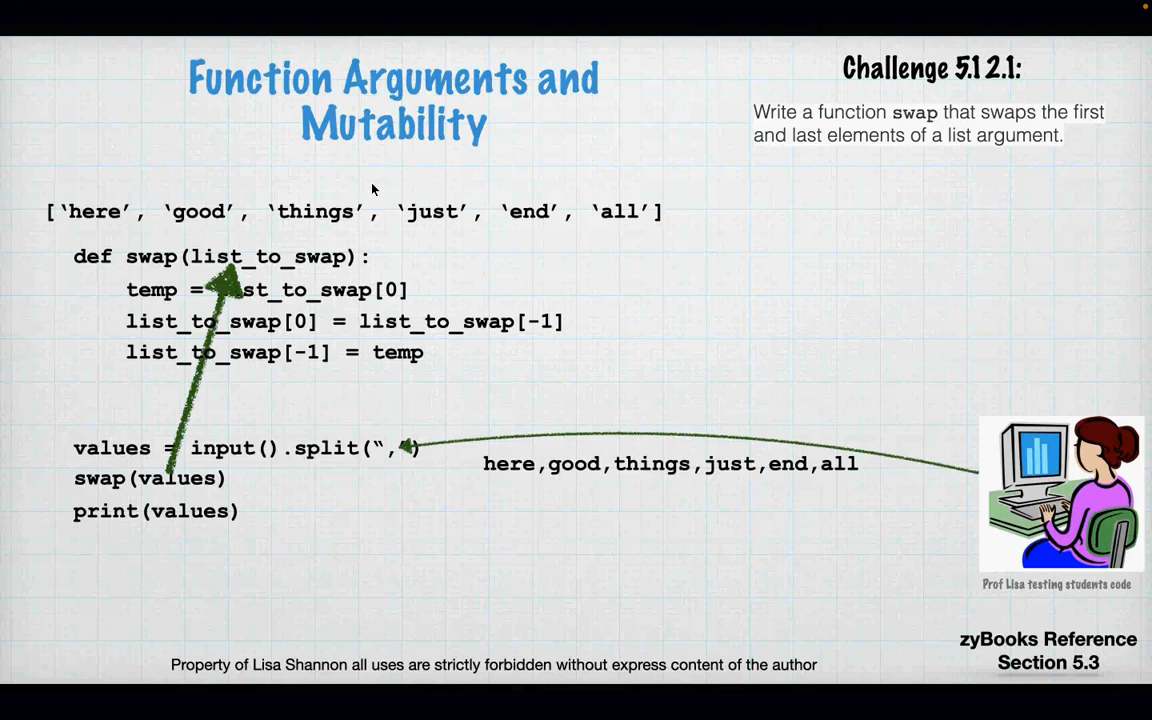 Function Arguments and
Mutability
Challenge 5.12.1:
Write a function swap that swaps the first
and last elements of a list argument.
[‘here’, ‘good’, ‘things’, ‘just’, ‘end’, ‘all’]
def swap(list_to_swap):
temp = list_to_swap[0]
list_to_swap[0] = list_to_swap[-1]
list_to_swap[-1] = temp
values = input().split(“,”)
here,good,things,just,end,all
swap(values)
print(values)
Prof Lisa testing students code
zyBooks Reference
Section 5.3
Property of Lisa Shannon all uses are strictly forbidden without express content of the author